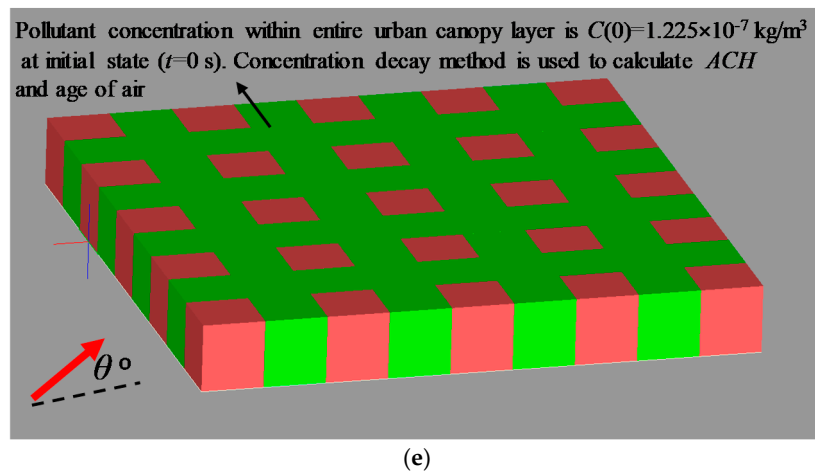 Pollutant concentration within entire urban canopy layer is C(0)=1.225×10⁻⁷ kg/m³
at initial state (t=0 s). Concentration decay method is used to calculate ACH
and age of air
θ°
(e)